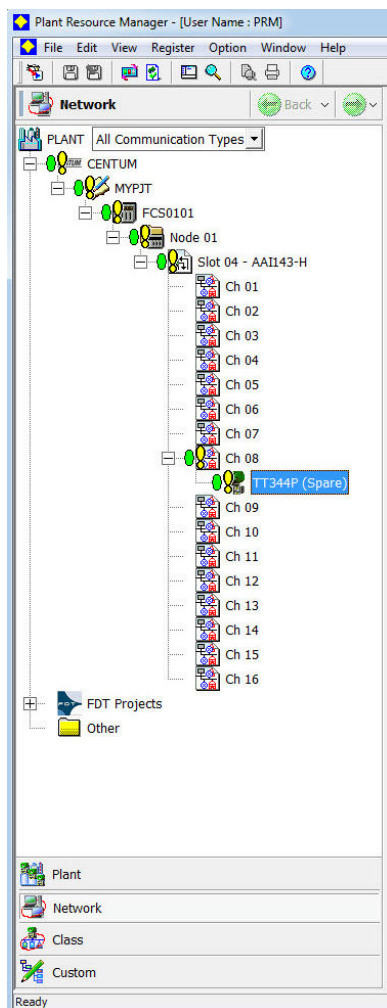 Plant Resource Manager - [User Name : PRM]
File Edit View Register Option Window Help
Network Back
PLANT All Communication Types
CENTUM
MYPJT
FCS0101
Node 01
Slot 04 - AAI143-H
Ch 01
Ch 02
Ch 03
Ch 04
Ch 05
Ch 06
Ch 07
Ch 08
TT344P (Spare)
Ch 09
Ch 10
Ch 11
Ch 12
Ch 13
Ch 14
Ch 15
Ch 16
FDT Projects
Other
Plant
Network
Class
Custom
Ready